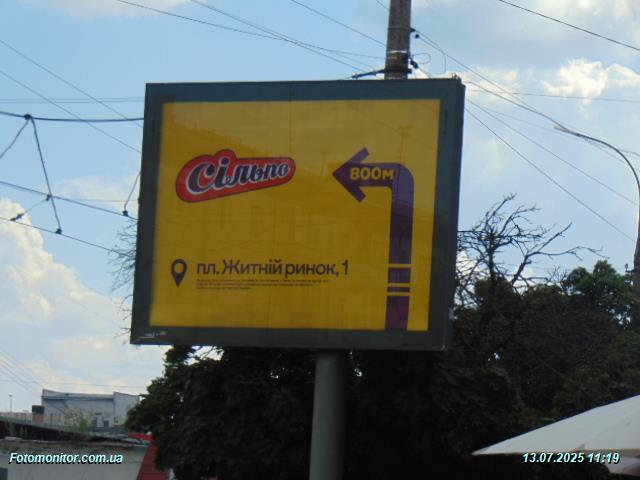 Сільпо
800м
пл. Житній ринок, 1
Fotomonitor.com.ua
13.07.2025 11:19